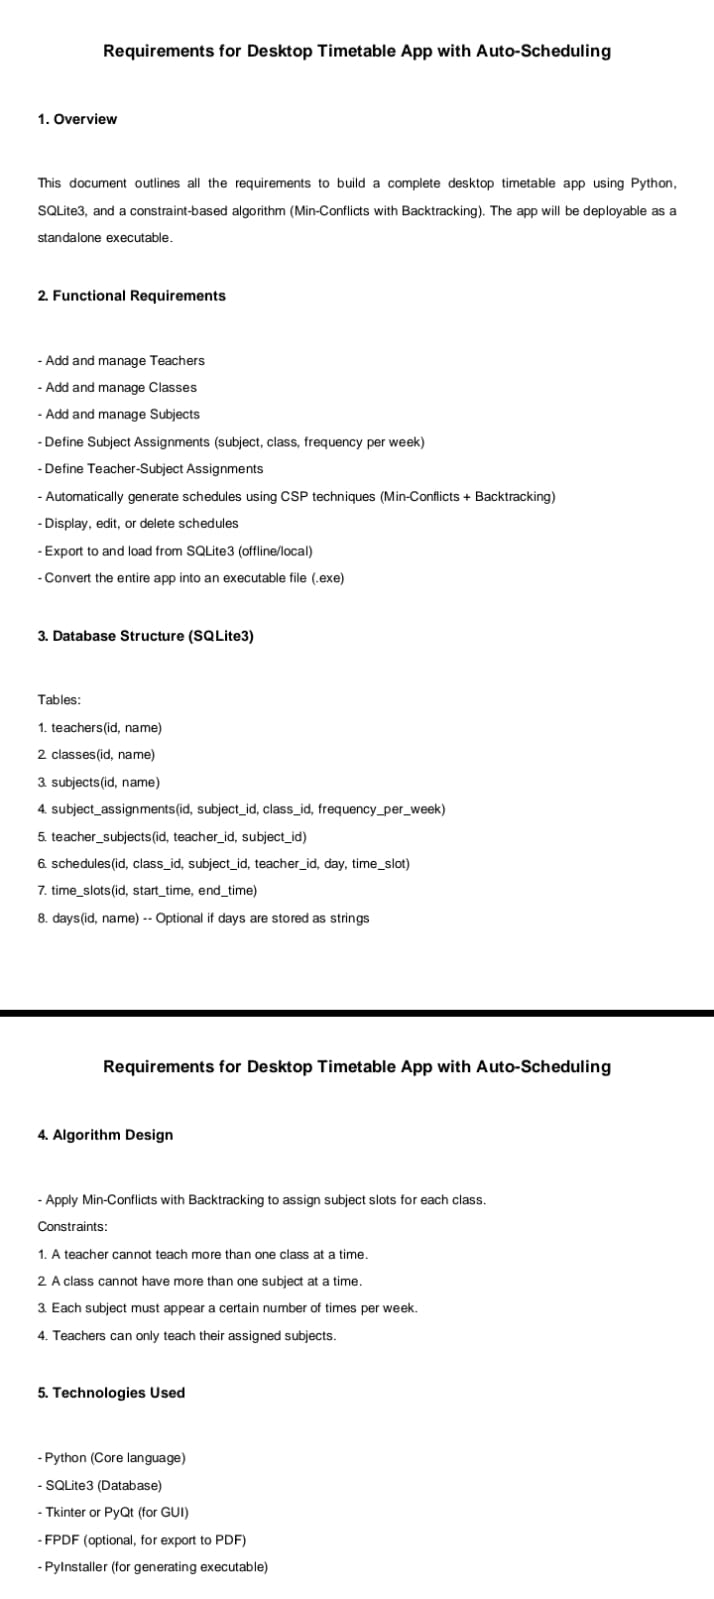 Requirements for Desktop Timetable App with Auto-Scheduling
1. Overview
This document outlines all the requirements to build a complete desktop timetable app using Python,
SQLite3, and a constraint-based algorithm (Min-Conflicts with Backtracking). The app will be deployable as a
standalone executable.
2. Functional Requirements
- Add and manage Teachers
- Add and manage Classes
- Add and manage Subjects
- Define Subject Assignments (subject, class, frequency per week)
- Define Teacher-Subject Assignments
- Automatically generate schedules using CSP techniques (Min-Conflicts + Backtracking)
- Display, edit, or delete schedules
- Export to and load from SQLite3 (offline/local)
- Convert the entire app into an executable file (.exe)
3. Database Structure (SQLite3)
Tables:
1. teachers(id, name)
2. classes(id, name)
3. subjects(id, name)
4. subject_assignments(id, subject_id, class_id, frequency_per_week)
5. teacher_subjects(id, teacher_id, subject_id)
6. schedules(id, class_id, subject_id, teacher_id, day, time_slot)
7. time_slots(id, start_time, end_time)
8. days(id, name) -- Optional if days are stored as strings
Requirements for Desktop Timetable App with Auto-Scheduling
4. Algorithm Design
- Apply Min-Conflicts with Backtracking to assign subject slots for each class.
Constraints:
1. A teacher cannot teach more than one class at a time.
2. A class cannot have more than one subject at a time.
3. Each subject must appear a certain number of times per week.
4. Teachers can only teach their assigned subjects.
5. Technologies Used
- Python (Core language)
- SQLite3 (Database)
- Tkinter or PyQt (for GUI)
- FPDF (optional, for export to PDF)
- PyInstaller (for generating executable)